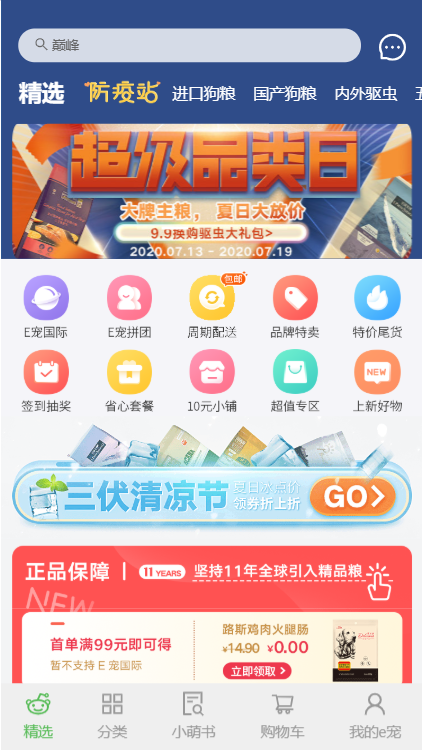 巅峰
精选 防疫站 进口狗粮 国产狗粮 内外驱虫
超级品类日
大牌主粮，夏日大放价
9.9换购驱虫大礼包>
2020.07.13 - 2020.07.19
包邮
E宠国际 E宠拼团 周期配送 品牌特卖 特价尾货
NEW
签到抽奖 省心套餐 10元小铺 超值专区 上新好物
三伏清凉节
夏日冰点价
领券折上折
GO>
正品保障 | 11 YEARS 坚持11年全球引入精品粮
NEW
首单满99元即可得
暂不支持 E 宠国际
路斯鸡肉火腿肠
¥14.90 ¥0.00
立即领取 >
精选 分类 小萌书 购物车 我的e宠